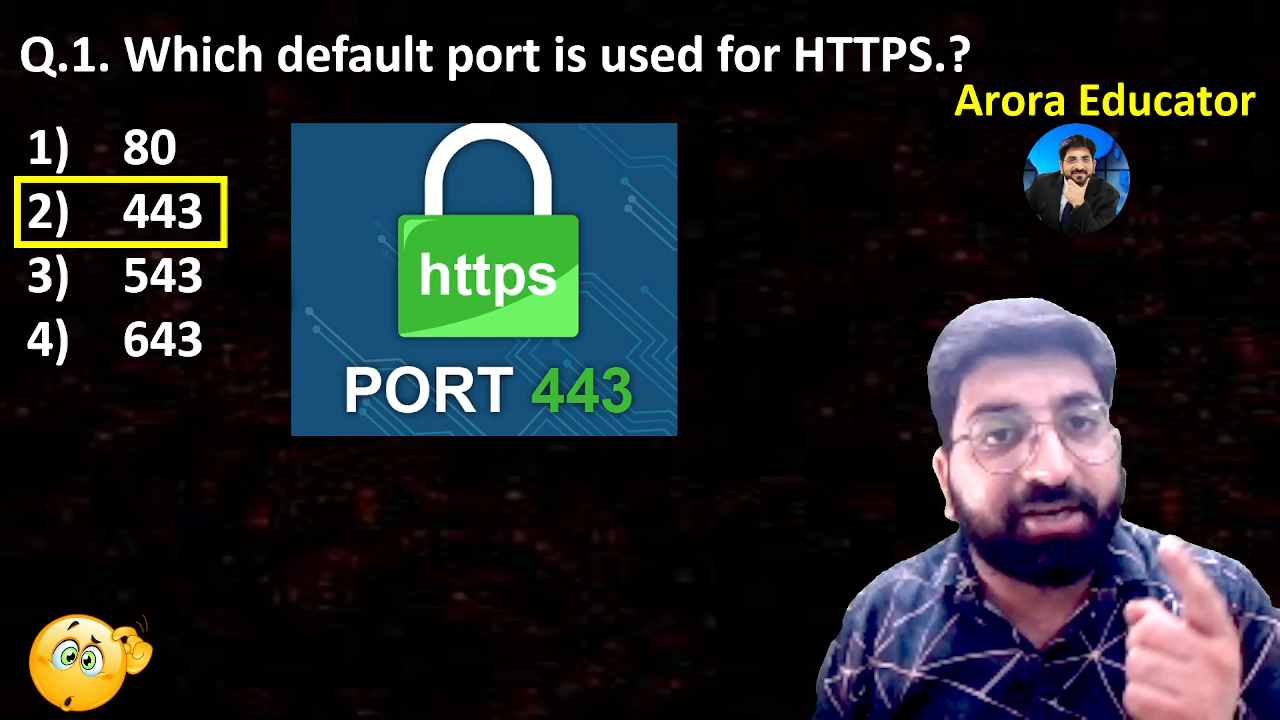 Q.1. Which default port is used for HTTPS.?
Arora Educator
1) 80
2) 443
3) 543
4) 643
https
PORT 443